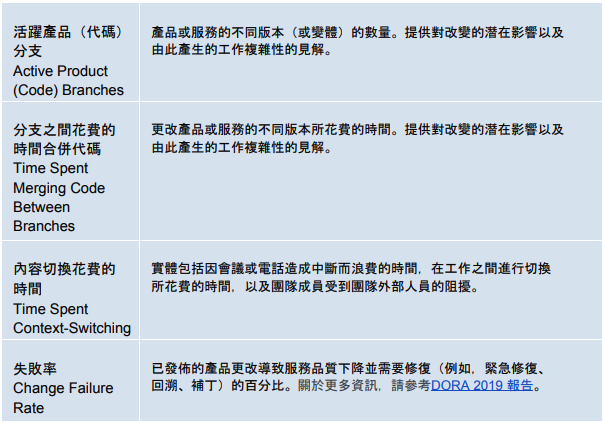 活躍產品（代碼）
分支
Active Product
(Code) Branches
產品或服務的不同版本（或變體）的數量。提供對改變的潛在影響以及
由此產生的工作複雜性的見解。
分支之間花費的
時間合併代碼
Time Spent
Merging Code
Between
Branches
更改產品或服務的不同版本所花費的時間。提供對改變的潛在影響以及
由此產生的工作複雜性的見解。
內容切換花費的
時間
Time Spent
Context-Switching
實體包括因會議或電話造成中斷而浪費的時間，在工作之間進行切換
所花費的時間，以及團隊成員受到團隊外部人員的阻擾。
失敗率
Change Failure
Rate
已發佈的產品更改導致服務品質下降並需要修復（例如，緊急修復、
回溯、補丁）的百分比。關於更多資訊，請參考DORA 2019 報告。